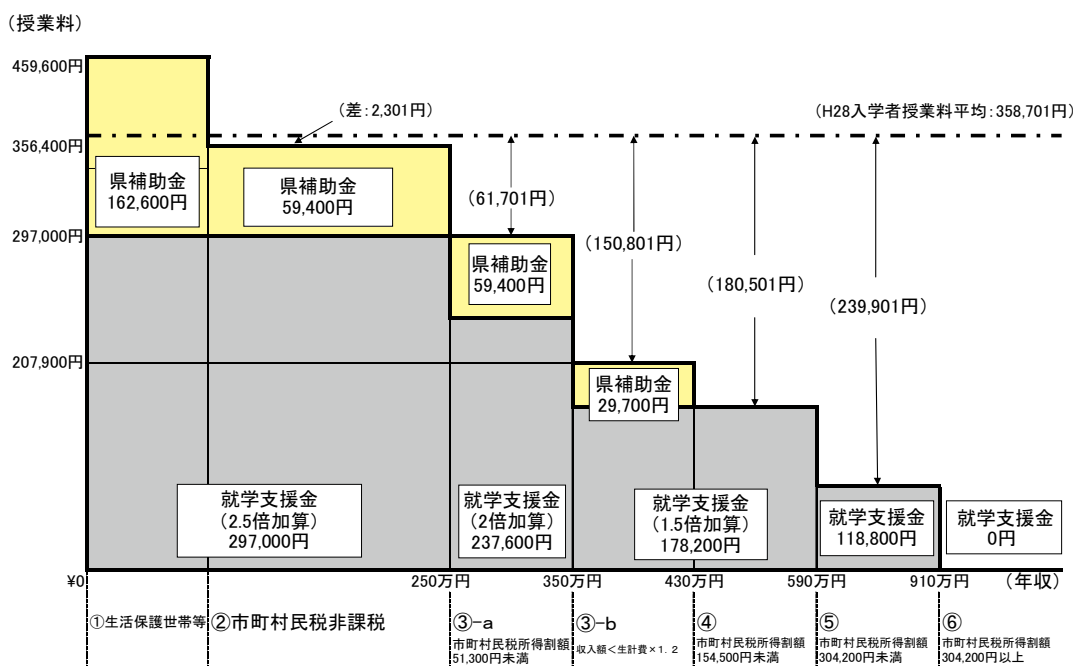 (授業料)
459,600円
(差:2,301円)
(H28入学者授業料平均:358,701円)
356,400円
県補助金
162,600円
県補助金
59,400円
(61,701円)
297,000円
(150,801円)
県補助金
59,400円
(180,501円)
(239,901円)
207,900円
県補助金
29,700円
就学支援金
(2.5倍加算)
297,000円
就学支援金
(2倍加算)
237,600円
就学支援金
(1.5倍加算)
178,200円
就学支援金
118,800円
就学支援金
0円
¥0
250万円
350万円
430万円
590万円
910万円
(年収)
①生活保護世帯等
②市町村民税非課税
③-a
市町村民税所得割額
51,300円未満
③-b
収入額<生計費×1.2
④
市町村民税所得割額
154,500円未満
⑤
市町村民税所得割額
304,200円未満
⑥
市町村民税所得割額
304,200円以上